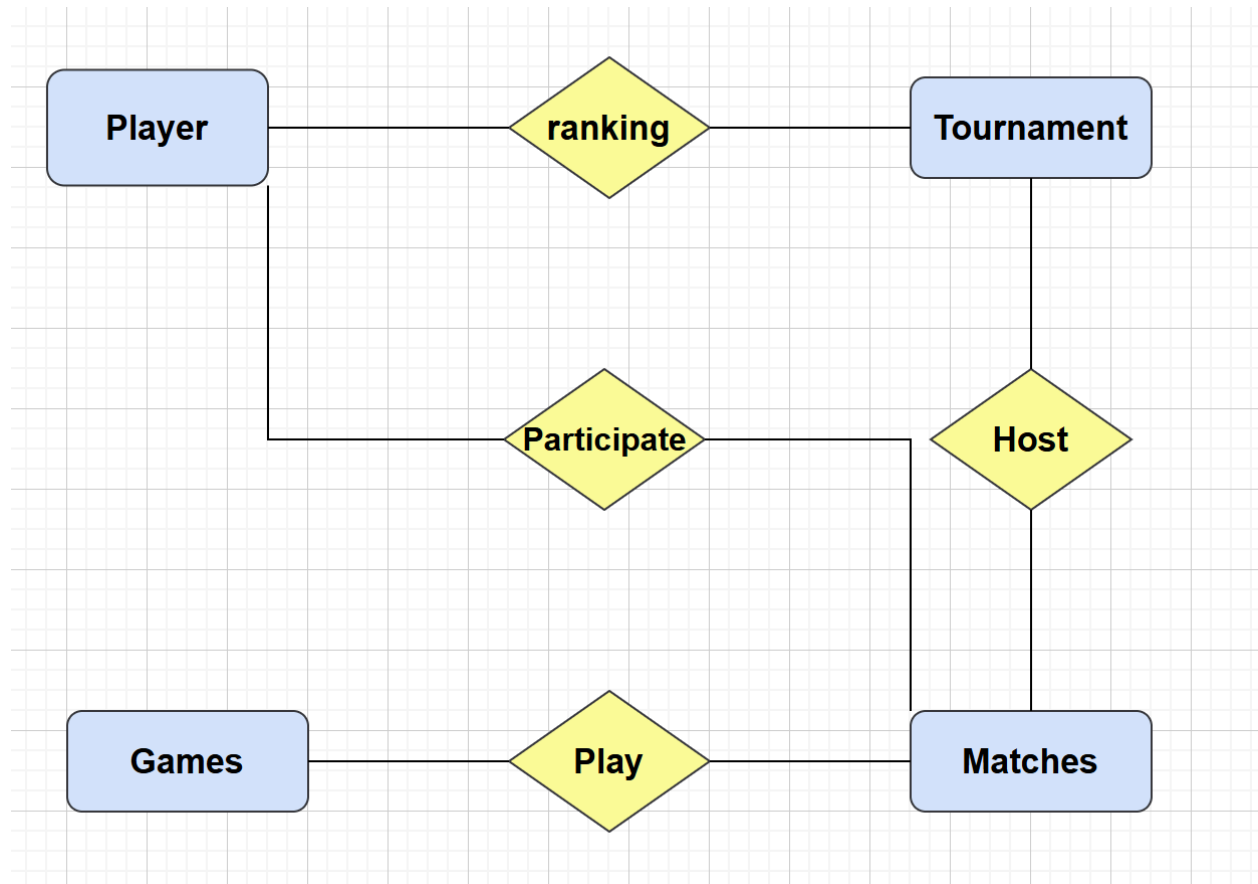 Player
ranking
Tournament
Participate
Host
Games
Play
Matches